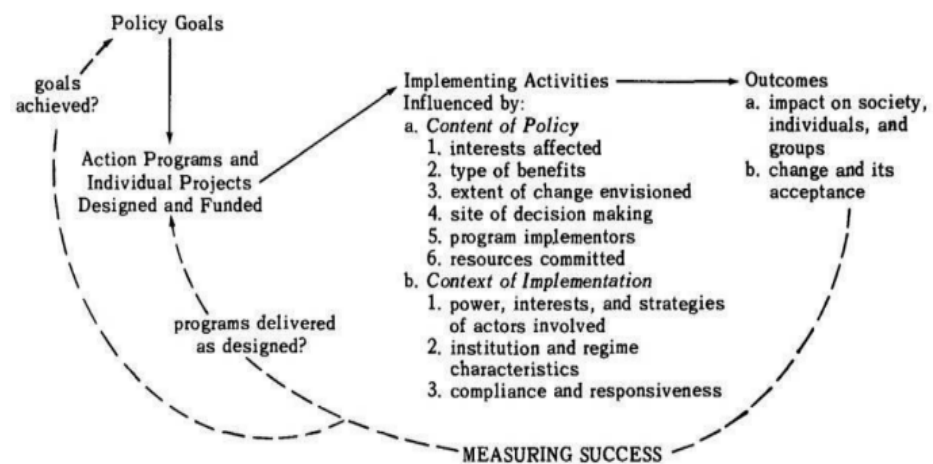 Policy Goals
goals
achieved?
Action Programs and
Individual Projects
Designed and Funded
programs delivered
as designed?
Implementing Activities
Influenced by:
a. Content of Policy
1. interests affected
2. type of benefits
3. extent of change envisioned
4. site of decision making
5. program implementors
6. resources committed
b. Context of Implementation
1. power, interests, and strategies
of actors involved
2. institution and regime
characteristics
3. compliance and responsiveness
Outcomes
a. impact on society,
individuals, and
groups
b. change and its
acceptance
MEASURING SUCCESS